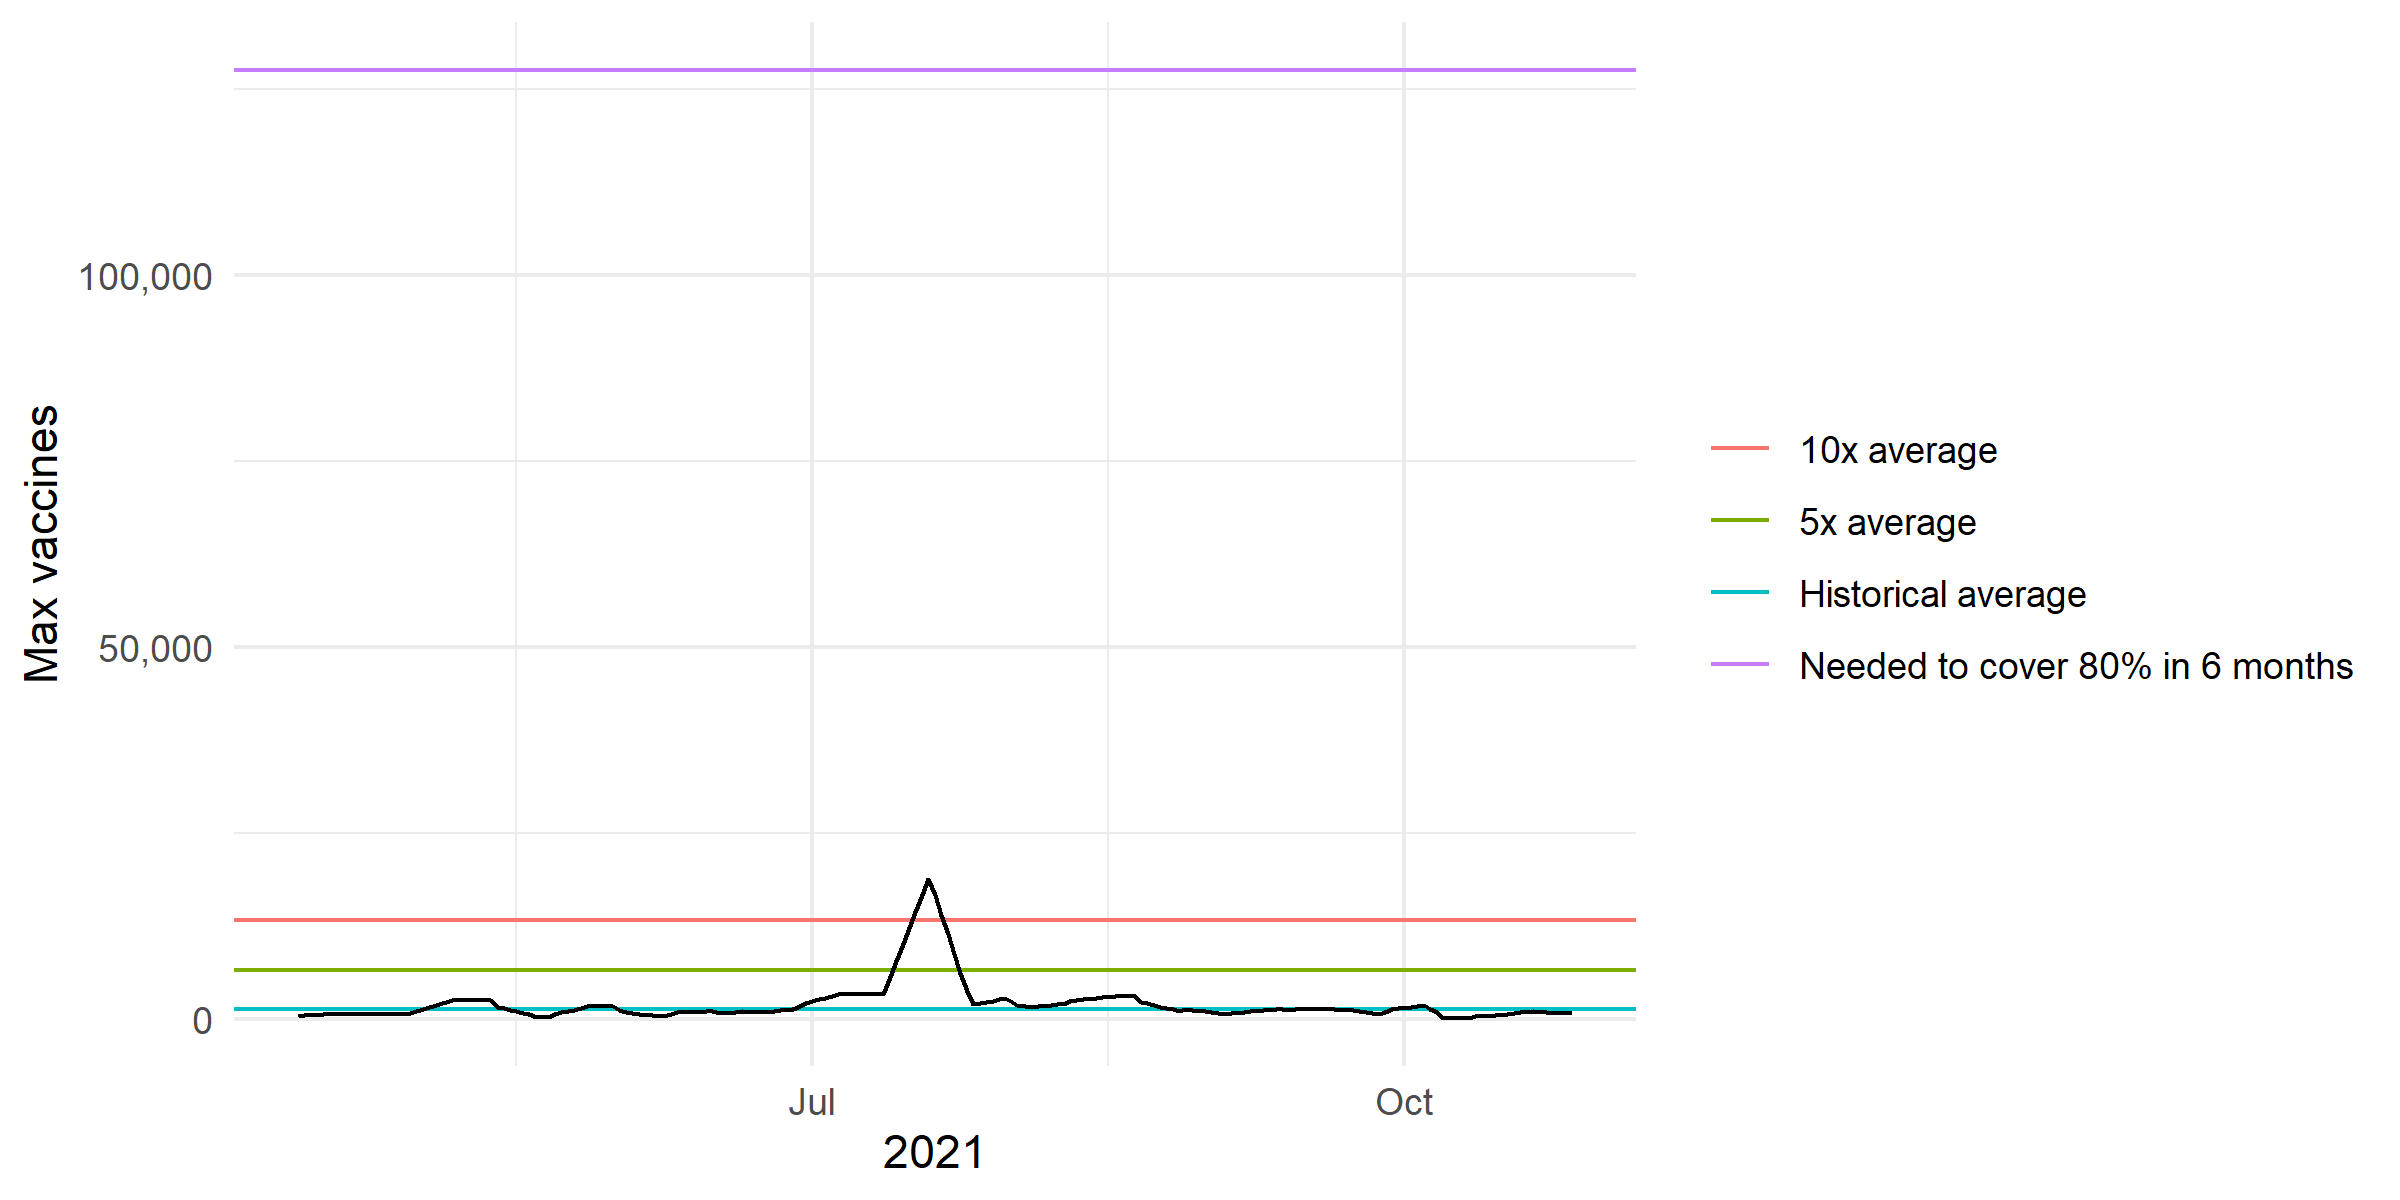 Max vaccines
100,000
50,000
0
Jul
Oct
2021
10x average
5x average
Historical average
Needed to cover 80% in 6 months